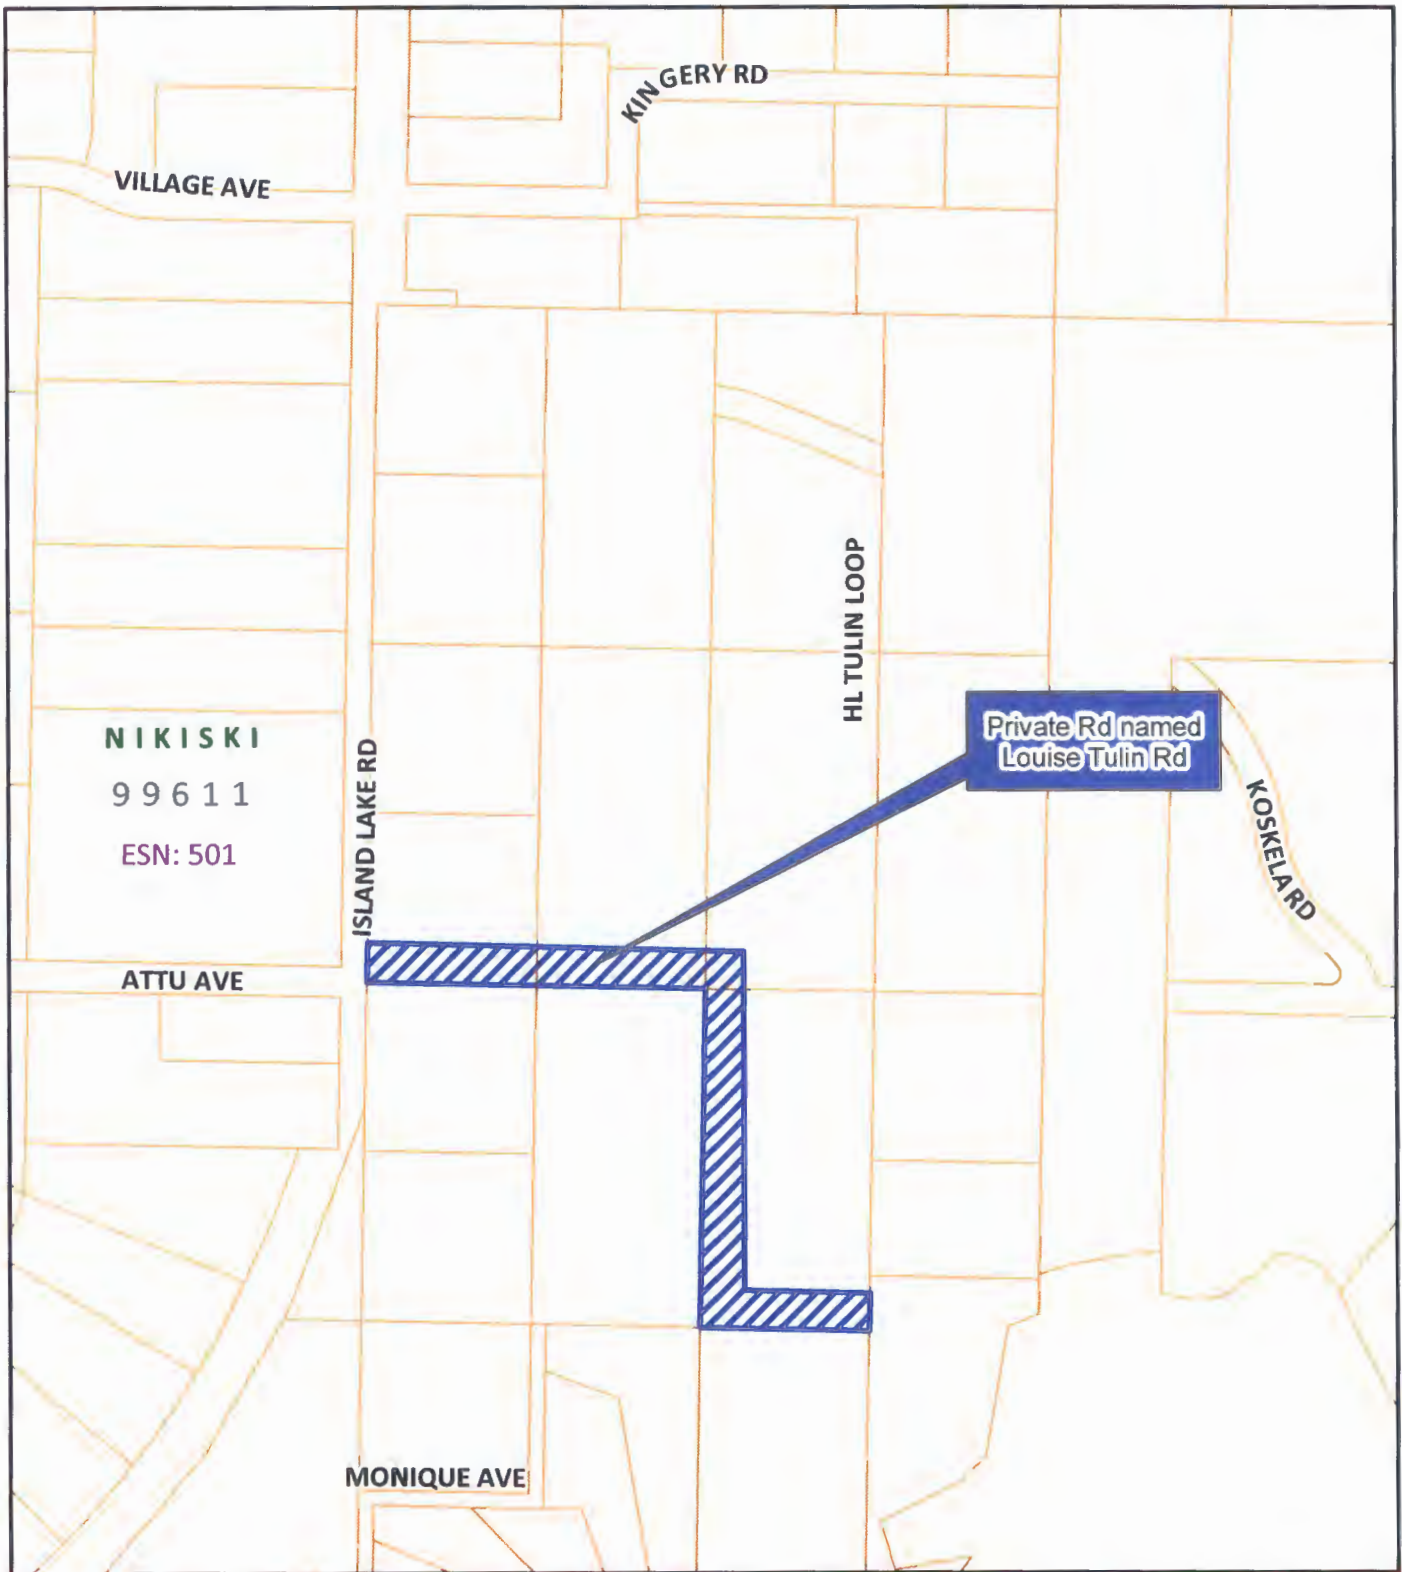 KINGERY RD
VILLAGE AVE
HL TULIN LOOP
Private Rd named
Louise Tulin Rd
NIKISKI
99611
ESN: 501
ISLAND LAKE RD
KOSKELA RD
ATTU AVE
MONIQUE AVE